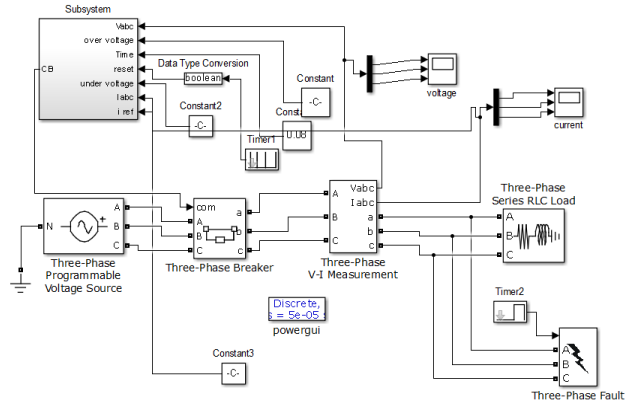 Subsystem
Vabc
over voltage
Time
reset
under voltage
Iabc
i ref
CB
Data Type Conversion
boolean
Constant
-C-
Constant2
-C-
0.08
Timer1
voltage
current
com
A
B
C
a
b
c
Three-Phase Breaker
N
A
B
C
Three-Phase
Programmable
Voltage Source
A
B
C
Vabc
Iabc
a
b
c
Three-Phase
V-I Measurement
Three-Phase
Series RLC Load
A
B
C
Discrete,
s = 5e-05
powergui
Timer2
A
B
C
Three-Phase Fault
Constant3
-C-